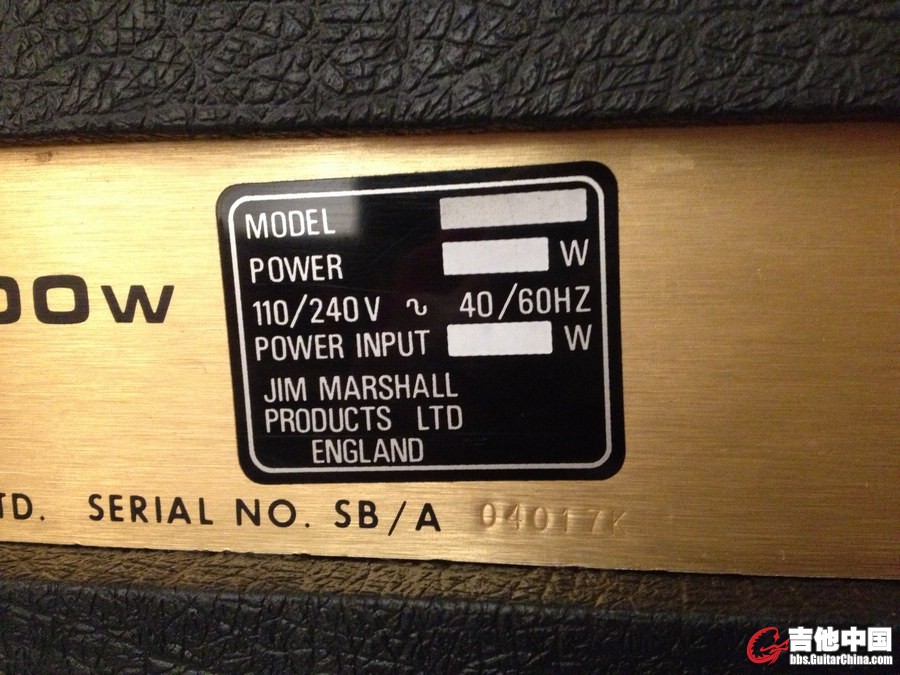 MODEL
POWER W
110/240V ~ 40/60HZ
POWER INPUT W
JIM MARSHALL
PRODUCTS LTD
ENGLAND
00W
TD. SERIAL NO. SB/A 04017K
吉他中国
bbs.GuitarChina.com